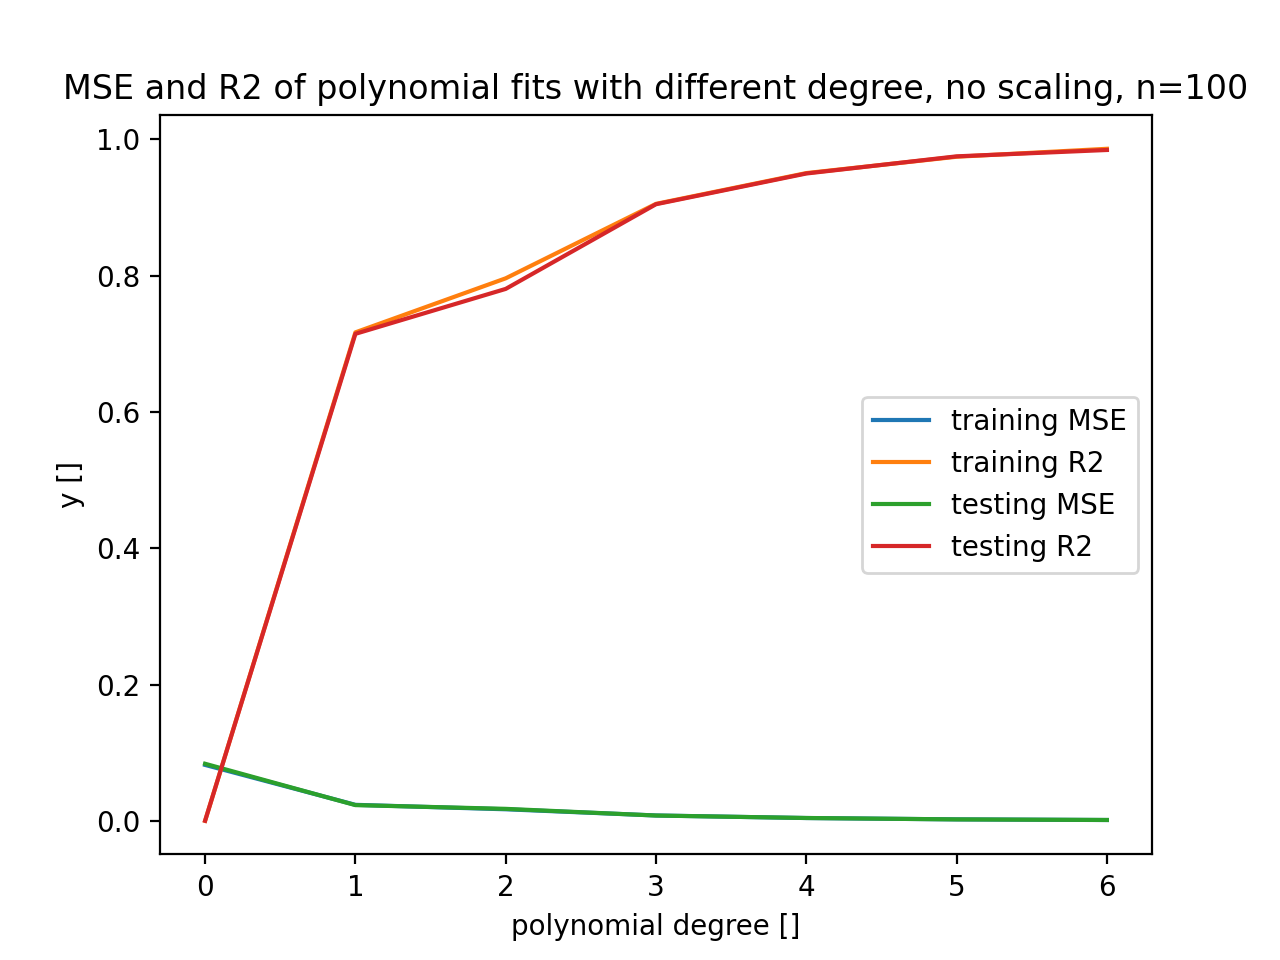 MSE and R2 of polynomial fits with different degree, no scaling, n=100
1.0
0.8
0.6
0.4
0.2
0.0
y []
training MSE
training R2
testing MSE
testing R2
0 1 2 3 4 5 6
polynomial degree []